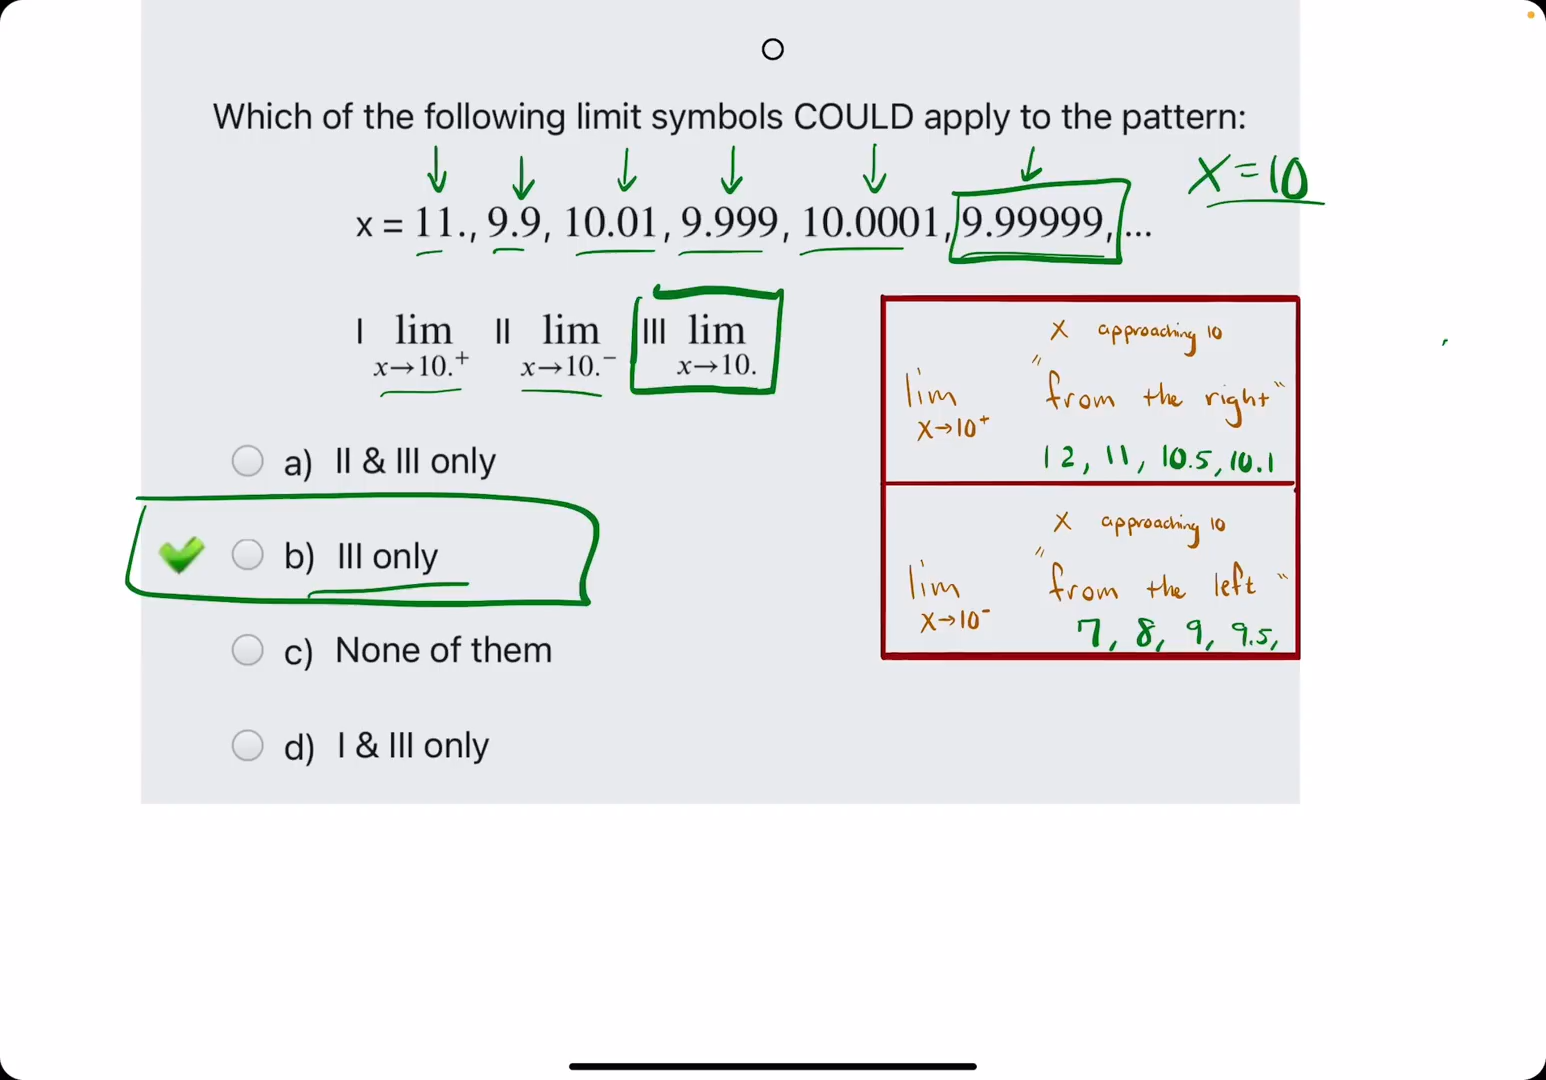 Which of the following limit symbols COULD apply to the pattern:
x = 11., 9.9, 10.01, 9.999, 10.0001, 9.99999, ...
X=10
I lim x→10.⁺ II lim x→10.⁻ III lim x→10.
a) II & III only
b) III only
c) None of them
d) I & III only
X approaching 10
lim x→10⁺ "from the right"
12, 11, 10.5, 10.1
X approaching 10
lim x→10⁻ "from the left"
7, 8, 9, 9.5,